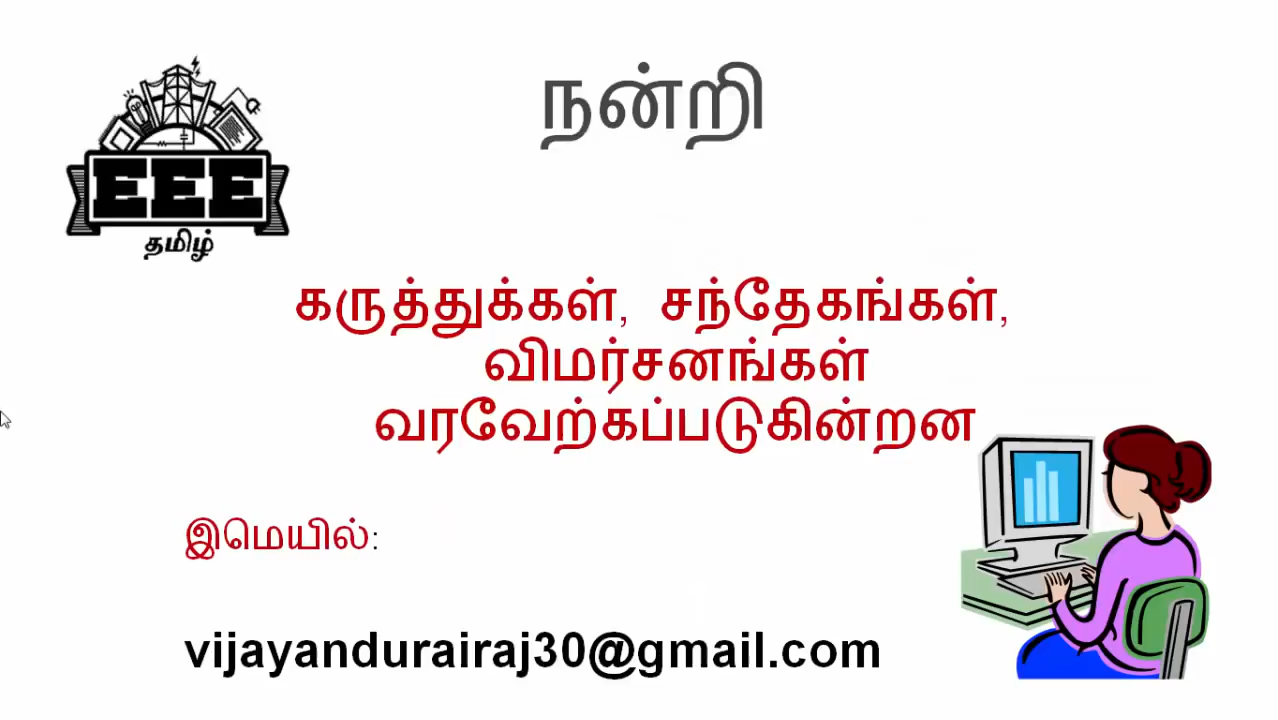 நன்றி
EEE
தமிழ்
கருத்துக்கள், சந்தேகங்கள்,
விமர்சனங்கள்
வரவேற்கப்படுகின்றன
இமெயில்:
vijayandurairaj30@gmail.com